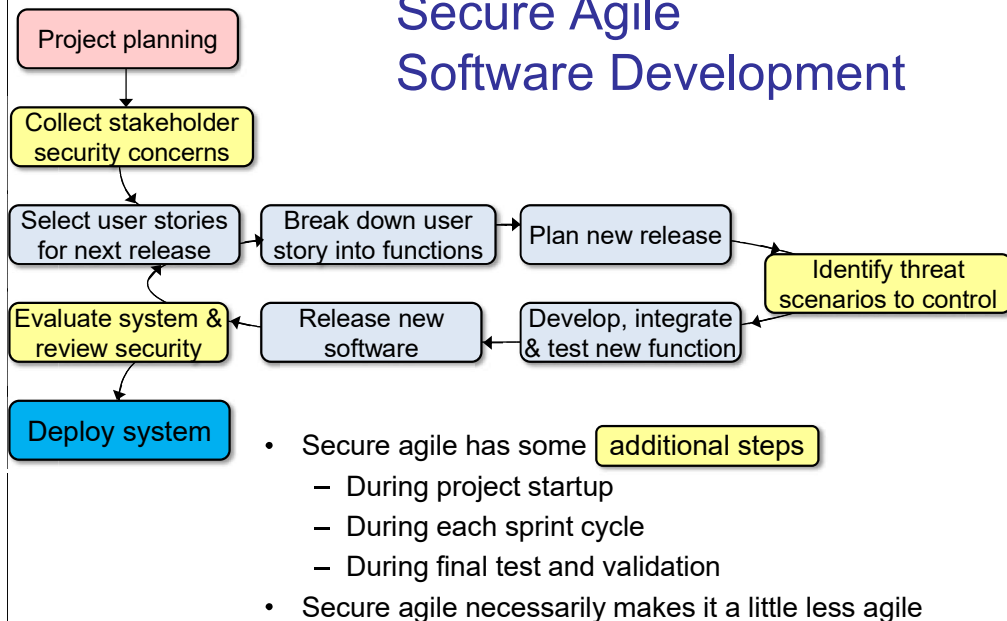 Secure Agile
Software Development
Project planning
Collect stakeholder
security concerns
Select user stories
for next release
Break down user
story into functions
Plan new release
Identify threat
scenarios to control
Develop, integrate
& test new function
Release new
software
Evaluate system &
review security
Deploy system
• Secure agile has some additional steps
– During project startup
– During each sprint cycle
– During final test and validation
• Secure agile necessarily makes it a little less agile